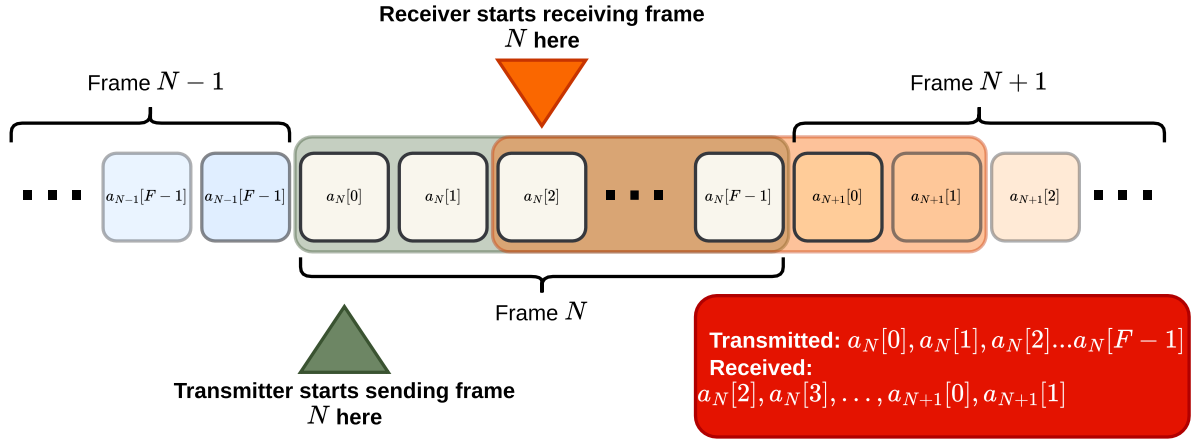 Receiver starts receiving frame
N here
Frame N − 1
Frame N + 1
a_{N−1}[F − 1]
a_{N−1}[F − 1]
a_N[0]
a_N[1]
a_N[2]
a_N[F − 1]
a_{N+1}[0]
a_{N+1}[1]
a_{N+1}[2]
Frame N
Transmitter starts sending frame
N here
Transmitted: a_N[0], a_N[1], a_N[2]...a_N[F − 1]
Received:
a_N[2], a_N[3], . . . , a_{N+1}[0], a_{N+1}[1]